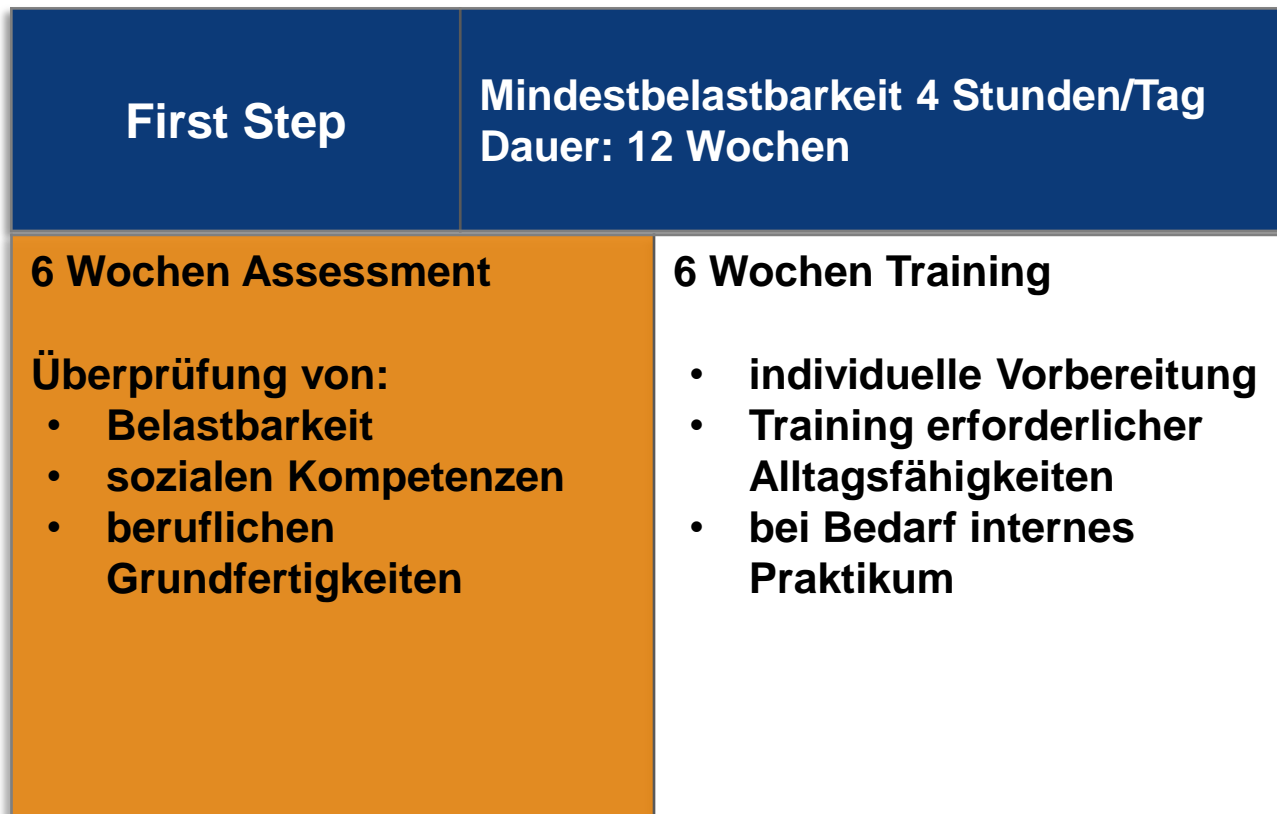 First Step
Mindestbelastbarkeit 4 Stunden/Tag
Dauer: 12 Wochen
6 Wochen Assessment
Überprüfung von:
• Belastbarkeit
• sozialen Kompetenzen
• beruflichen
Grundfertigkeiten
6 Wochen Training
• individuelle Vorbereitung
• Training erforderlicher
Alltagsfähigkeiten
• bei Bedarf internes
Praktikum